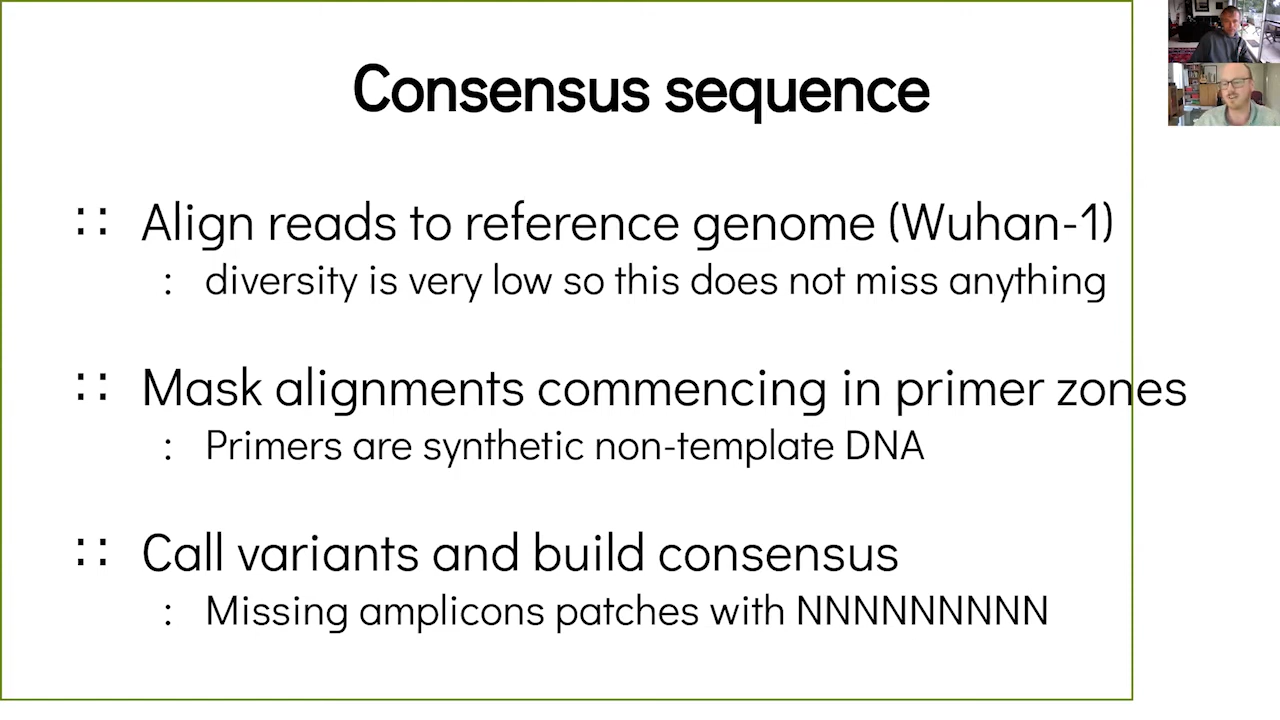 Consensus sequence
:: Align reads to reference genome (Wuhan-1)
: diversity is very low so this does not miss anything
:: Mask alignments commencing in primer zones
: Primers are synthetic non-template DNA
:: Call variants and build consensus
: Missing amplicons patches with NNNNNNNNN